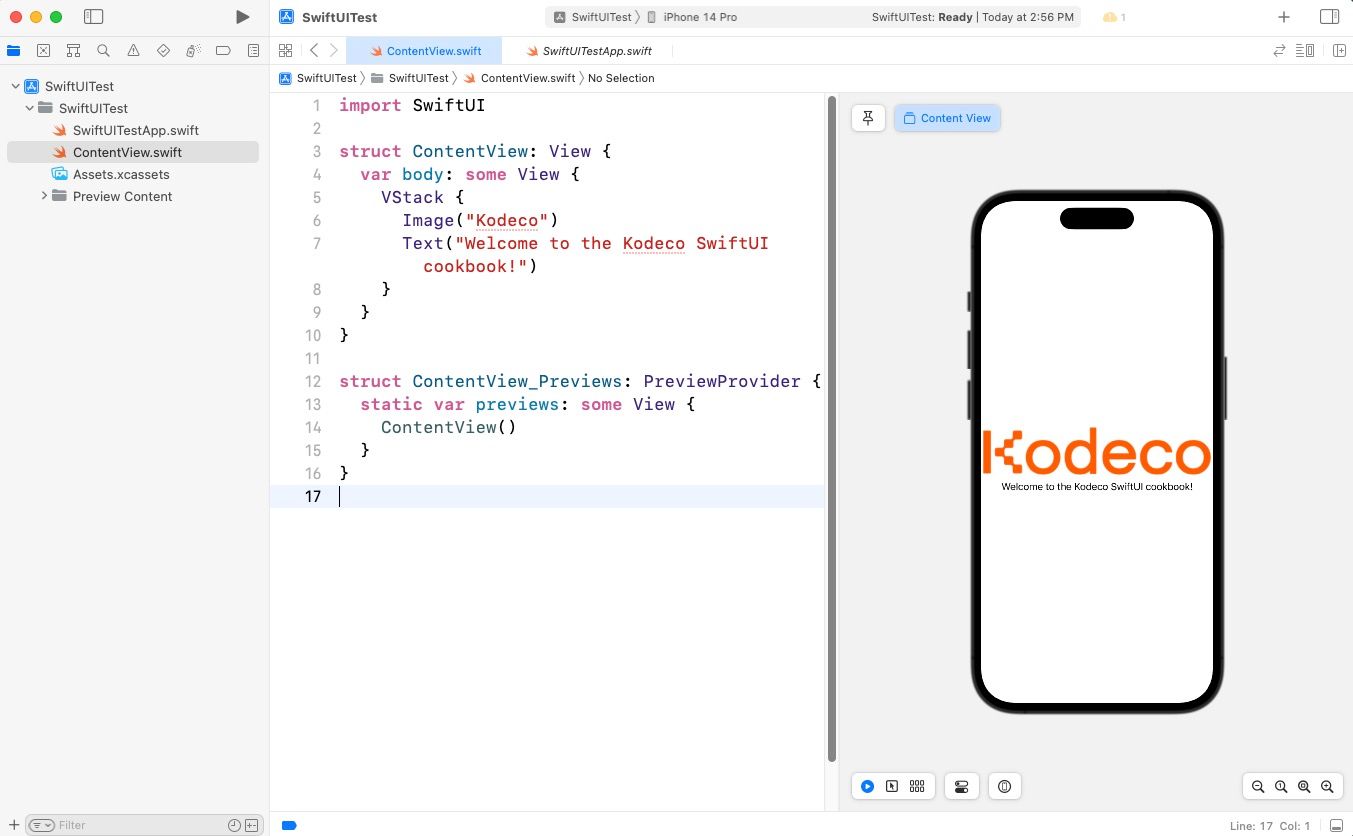 SwiftUITest
SwiftUITest 〉 iPhone 14 Pro
SwiftUITest: Ready | Today at 2:56 PM
1
ContentView.swift
SwiftUITestApp.swift
SwiftUITest 〉 SwiftUITest 〉 ContentView.swift 〉 No Selection
SwiftUITest
SwiftUITest
SwiftUITestApp.swift
ContentView.swift
Assets.xcassets
Preview Content
Filter
1 import SwiftUI
2
3 struct ContentView: View {
4   var body: some View {
5     VStack {
6       Image("Kodeco")
7       Text("Welcome to the Kodeco SwiftUI
cookbook!")
8     }
9   }
10 }
11
12 struct ContentView_Previews: PreviewProvider {
13   static var previews: some View {
14     ContentView()
15   }
16 }
17
Content View
Kodeco
Welcome to the Kodeco SwiftUI cookbook!
Line: 17 Col: 1